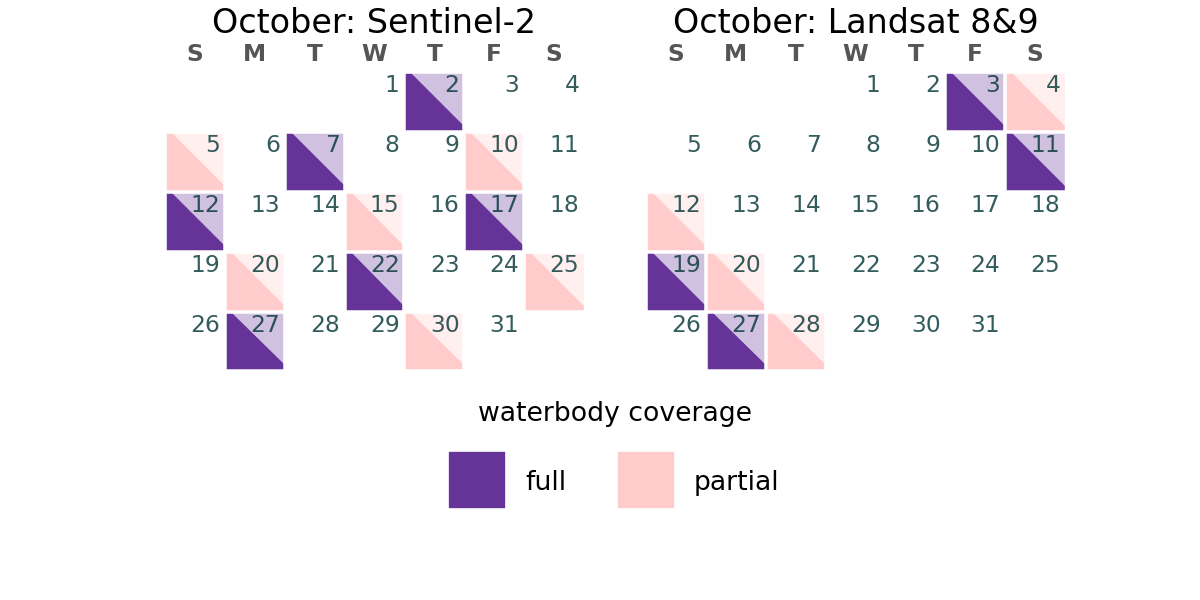 October: Sentinel-2
S M T W T F S
1 2 3 4
5 6 7 8 9 10 11
12 13 14 15 16 17 18
19 20 21 22 23 24 25
26 27 28 29 30 31
October: Landsat 8&9
S M T W T F S
1 2 3 4
5 6 7 8 9 10 11
12 13 14 15 16 17 18
19 20 21 22 23 24 25
26 27 28 29 30 31
waterbody coverage
full
partial